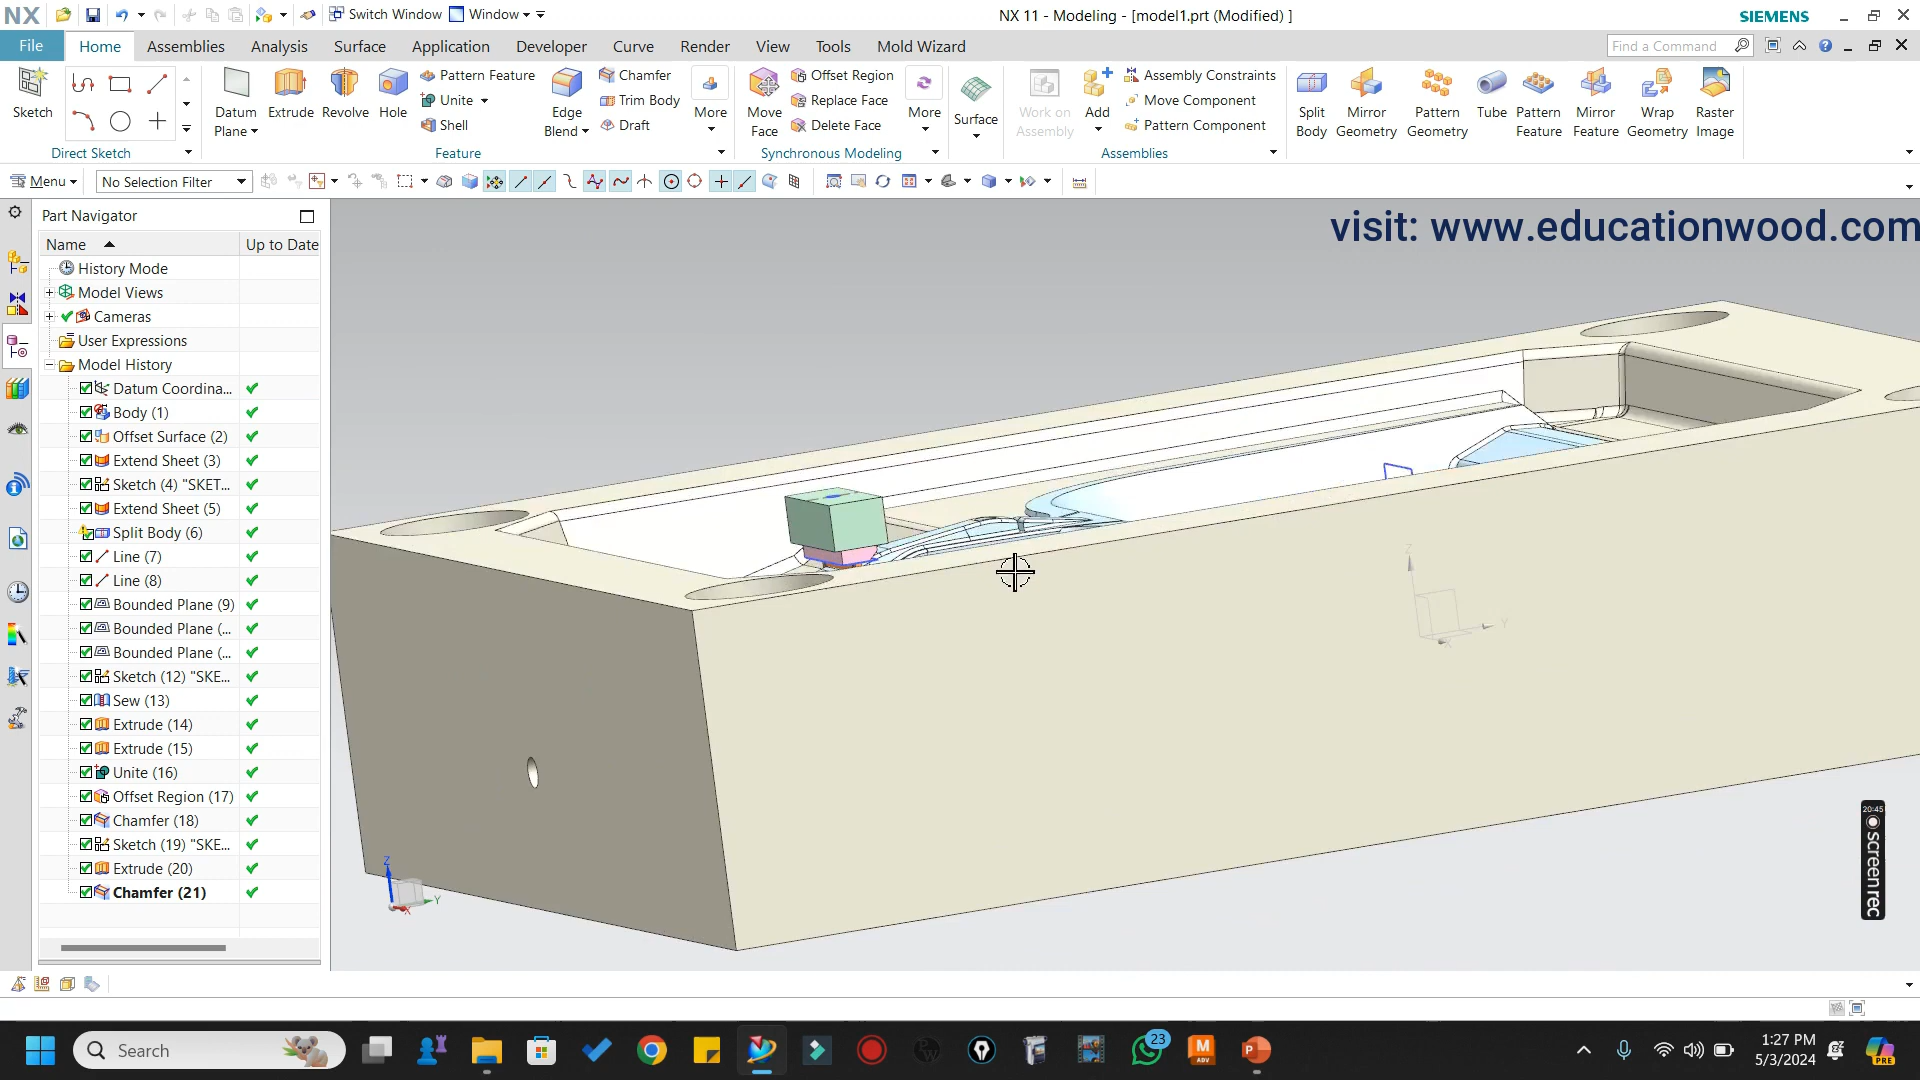 NX
Switch Window
Window
NX 11 - Modeling - [model1.prt (Modified) ]
SIEMENS
File
Home
Assemblies
Analysis
Surface
Application
Developer
Curve
Render
View
Tools
Mold Wizard
Find a Command
Sketch
Datum
Plane
Extrude
Revolve
Hole
Pattern Feature
Unite
Shell
Edge
Blend
Chamfer
Trim Body
Draft
More
Move
Face
Offset Region
Replace Face
Delete Face
More
Surface
Work on
Assembly
Add
Assembly Constraints
Move Component
Pattern Component
Split
Body
Mirror
Geometry
Pattern
Geometry
Tube
Pattern
Feature
Mirror
Feature
Wrap
Geometry
Raster
Image
Direct Sketch
Feature
Synchronous Modeling
Assemblies
Menu
No Selection Filter
Part Navigator
Name
Up to Date
History Mode
Model Views
Cameras
User Expressions
Model History
Datum Coordina...
Body (1)
Offset Surface (2)
Extend Sheet (3)
Sketch (4) "SKET...
Extend Sheet (5)
Split Body (6)
Line (7)
Line (8)
Bounded Plane (9)
Bounded Plane (...
Bounded Plane (...
Sketch (12) "SKE...
Sew (13)
Extrude (14)
Extrude (15)
Unite (16)
Offset Region (17)
Chamfer (18)
Sketch (19) "SKE...
Extrude (20)
Chamfer (21)
visit: www.educationwood.com
Z
Y
X
Z
Y
X
20:45
screen rec
Search
23
M
ADV
P
1:27 PM
5/3/2024
PRE